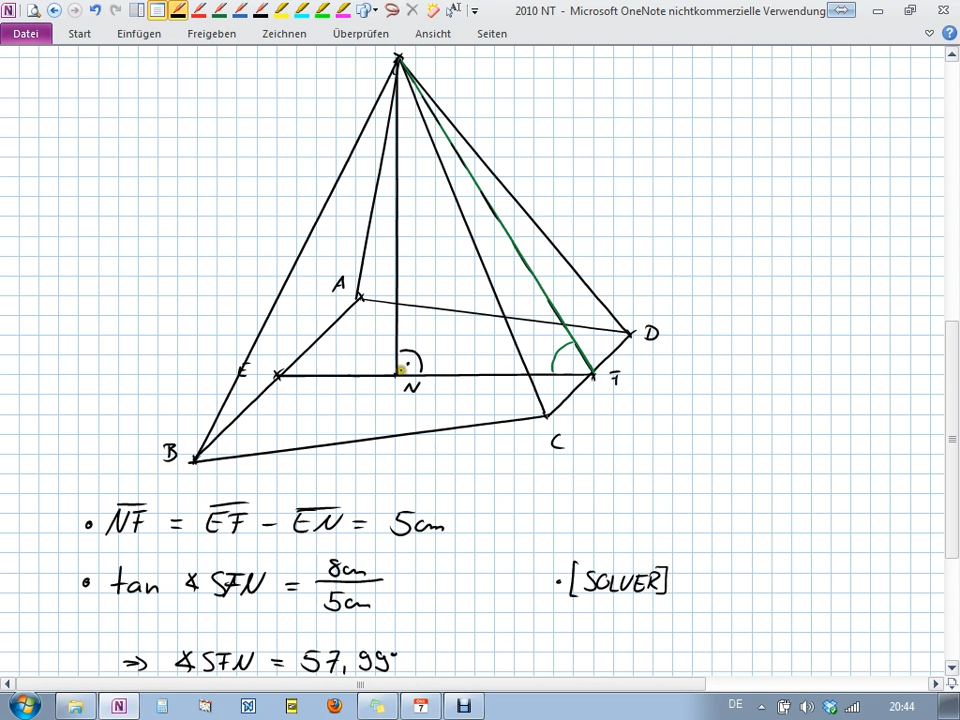 2010 NT - Microsoft OneNote nichtkommerzielle Verwendung
Datei Start Einfügen Freigeben Zeichnen Überprüfen Ansicht Seiten
A
D
E
N
F
C
B
• NF = EF - EN = 5cm
• tan ∢ SFN = 8cm / 5cm
• [SOLVER]
⇒ ∢ SFN = 57,99°
DE 20:44